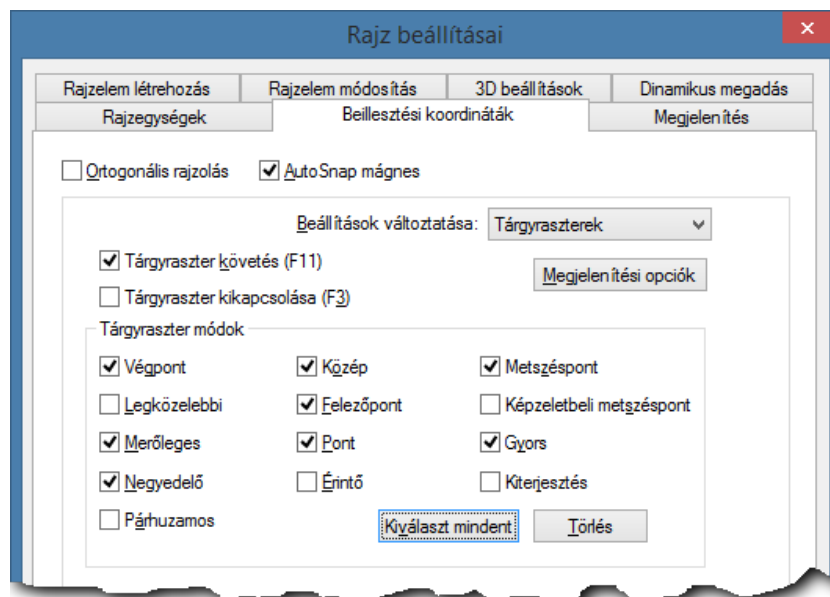 Rajz beállításai
Rajzelem létrehozás Rajzelem módosítás 3D beállítások Dinamikus megadás
Rajzegységek Beillesztési koordináták Megjelenítés
Ortogonális rajzolás AutoSnap mágnes
Beállítások változtatása: Tárgyraszterek
Tárgyraszter követés (F11)
Megjelenítési opciók
Tárgyraszter kikapcsolása (F3)
Tárgyraszter módok
Végpont Közép Metszéspont
Legközelebbi Felezőpont Képzeletbeli metszéspont
Merőleges Pont Gyors
Negyedelő Érintő Kiterjesztés
Párhuzamos Kiválaszt mindent Törlés